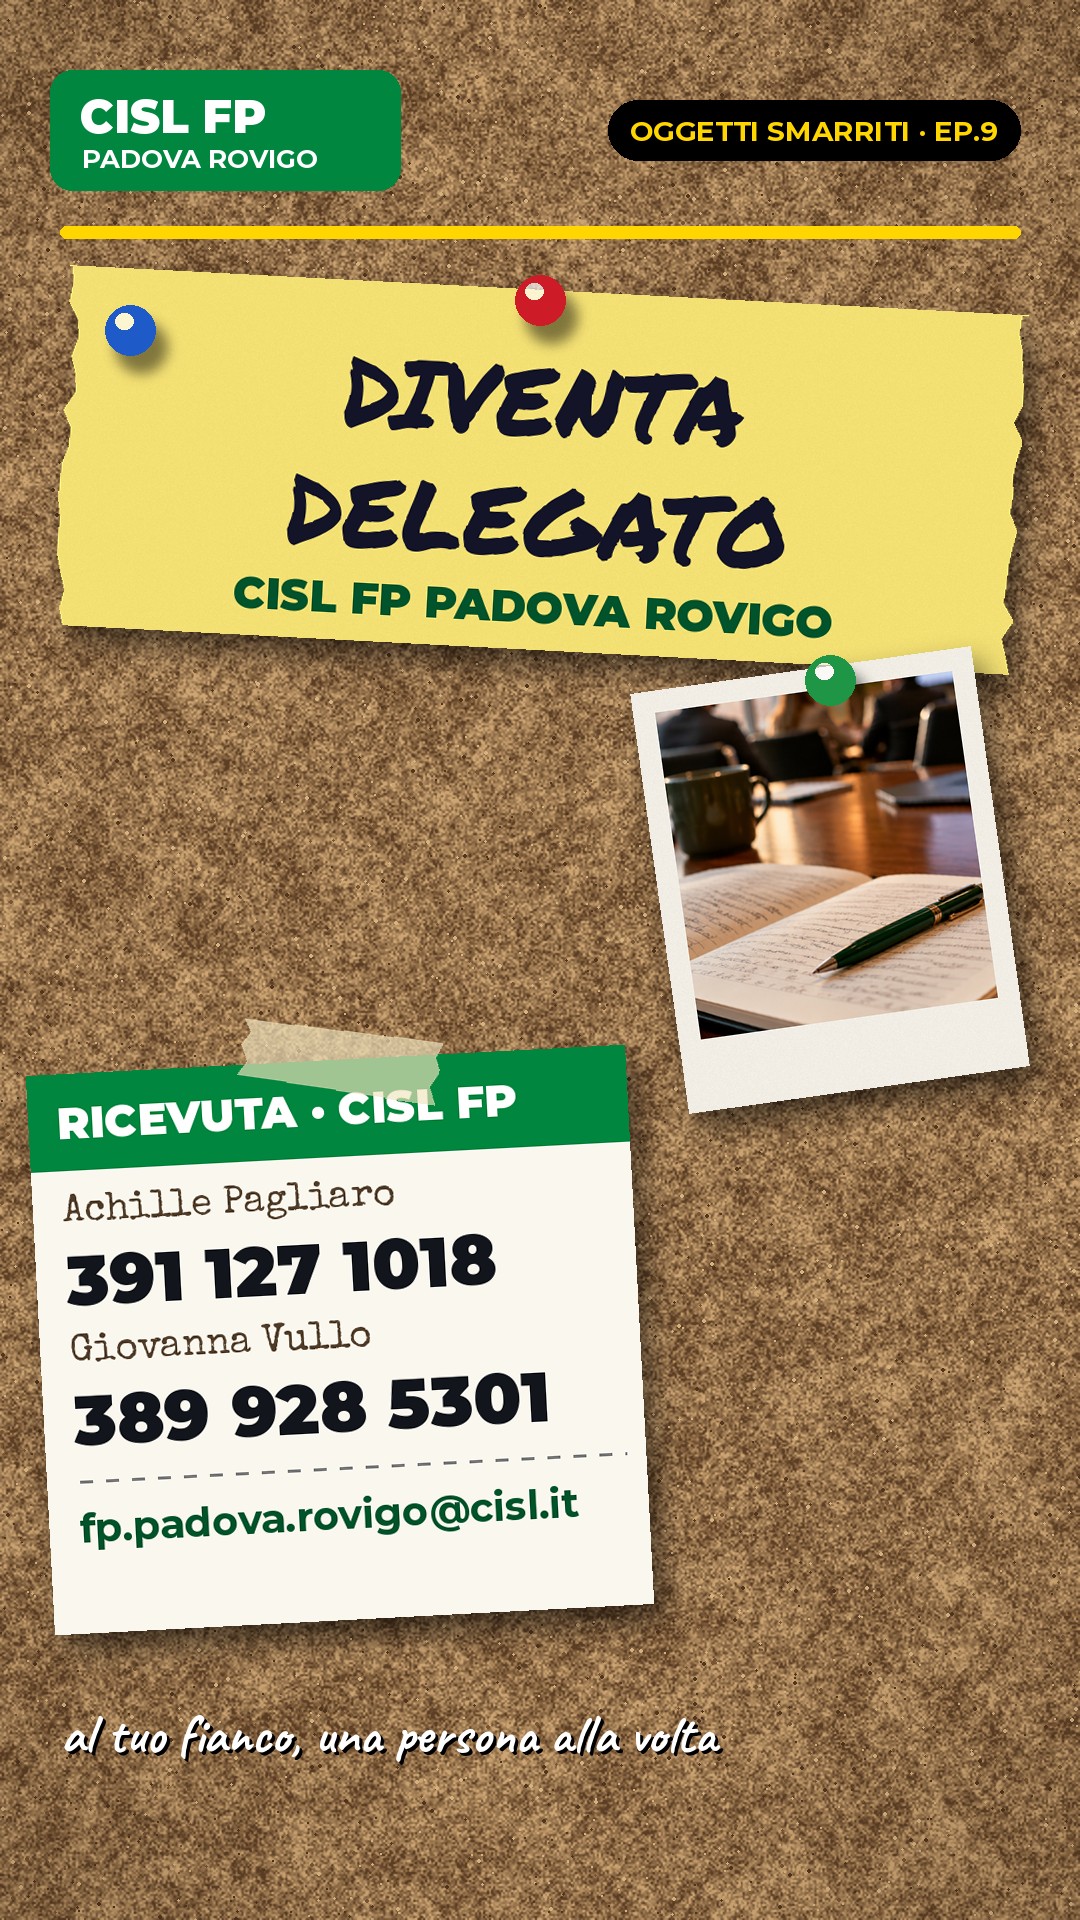 CISL FP
PADOVA ROVIGO
OGGETTI SMARRITI · EP.9
DIVENTA
DELEGATO
CISL FP PADOVA ROVIGO
RICEVUTA • CISL FP
Achille Pagliaro
391 127 1018
Giovanna Vullo
389 928 5301
fp.padova.rovigo@cisl.it
al tuo fianco, una persona alla volta